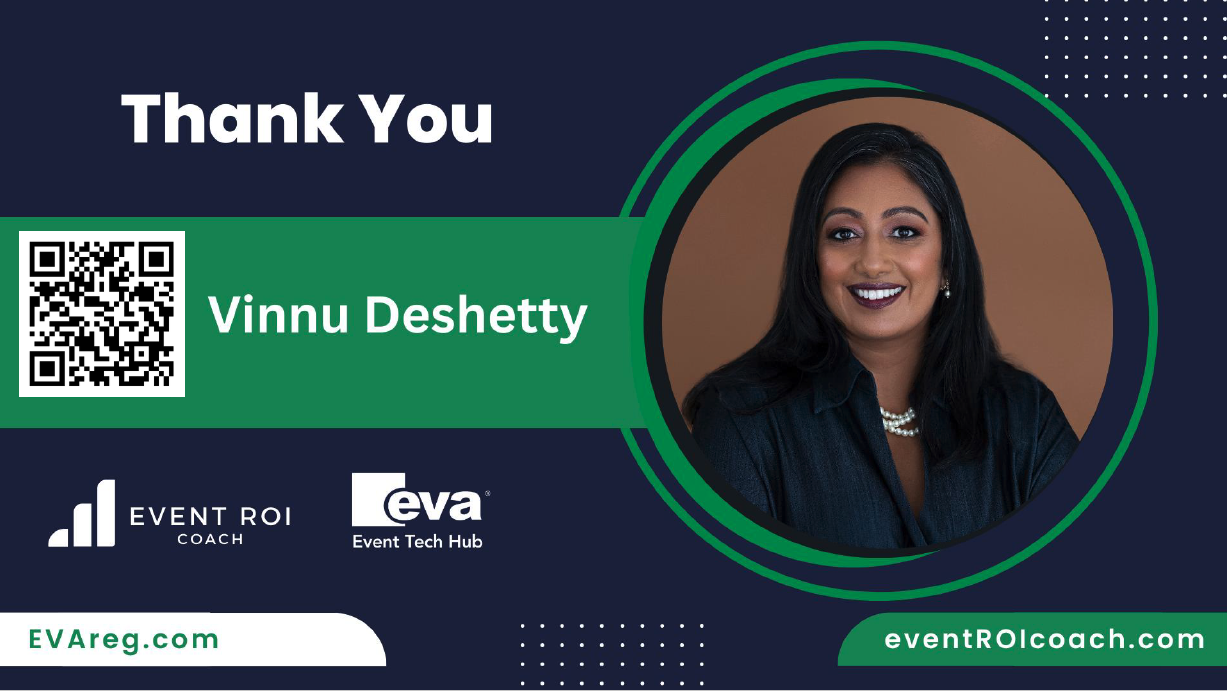 Thank You
Vinnu Deshetty
EVENT ROI
COACH
eva®
Event Tech Hub
EVAreg.com
eventROIcoach.com